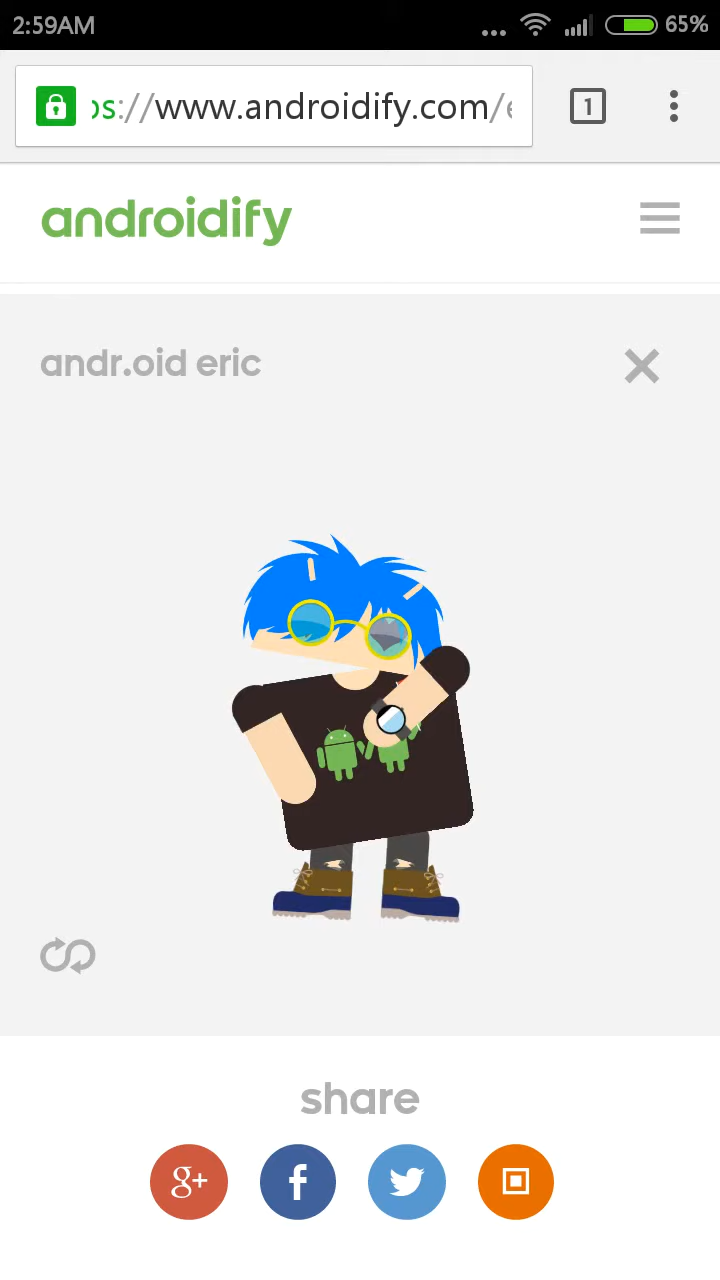 2:59AM
65%
ps://www.androidify.com/e
1
androidify
andr.oid eric
share
g+
f